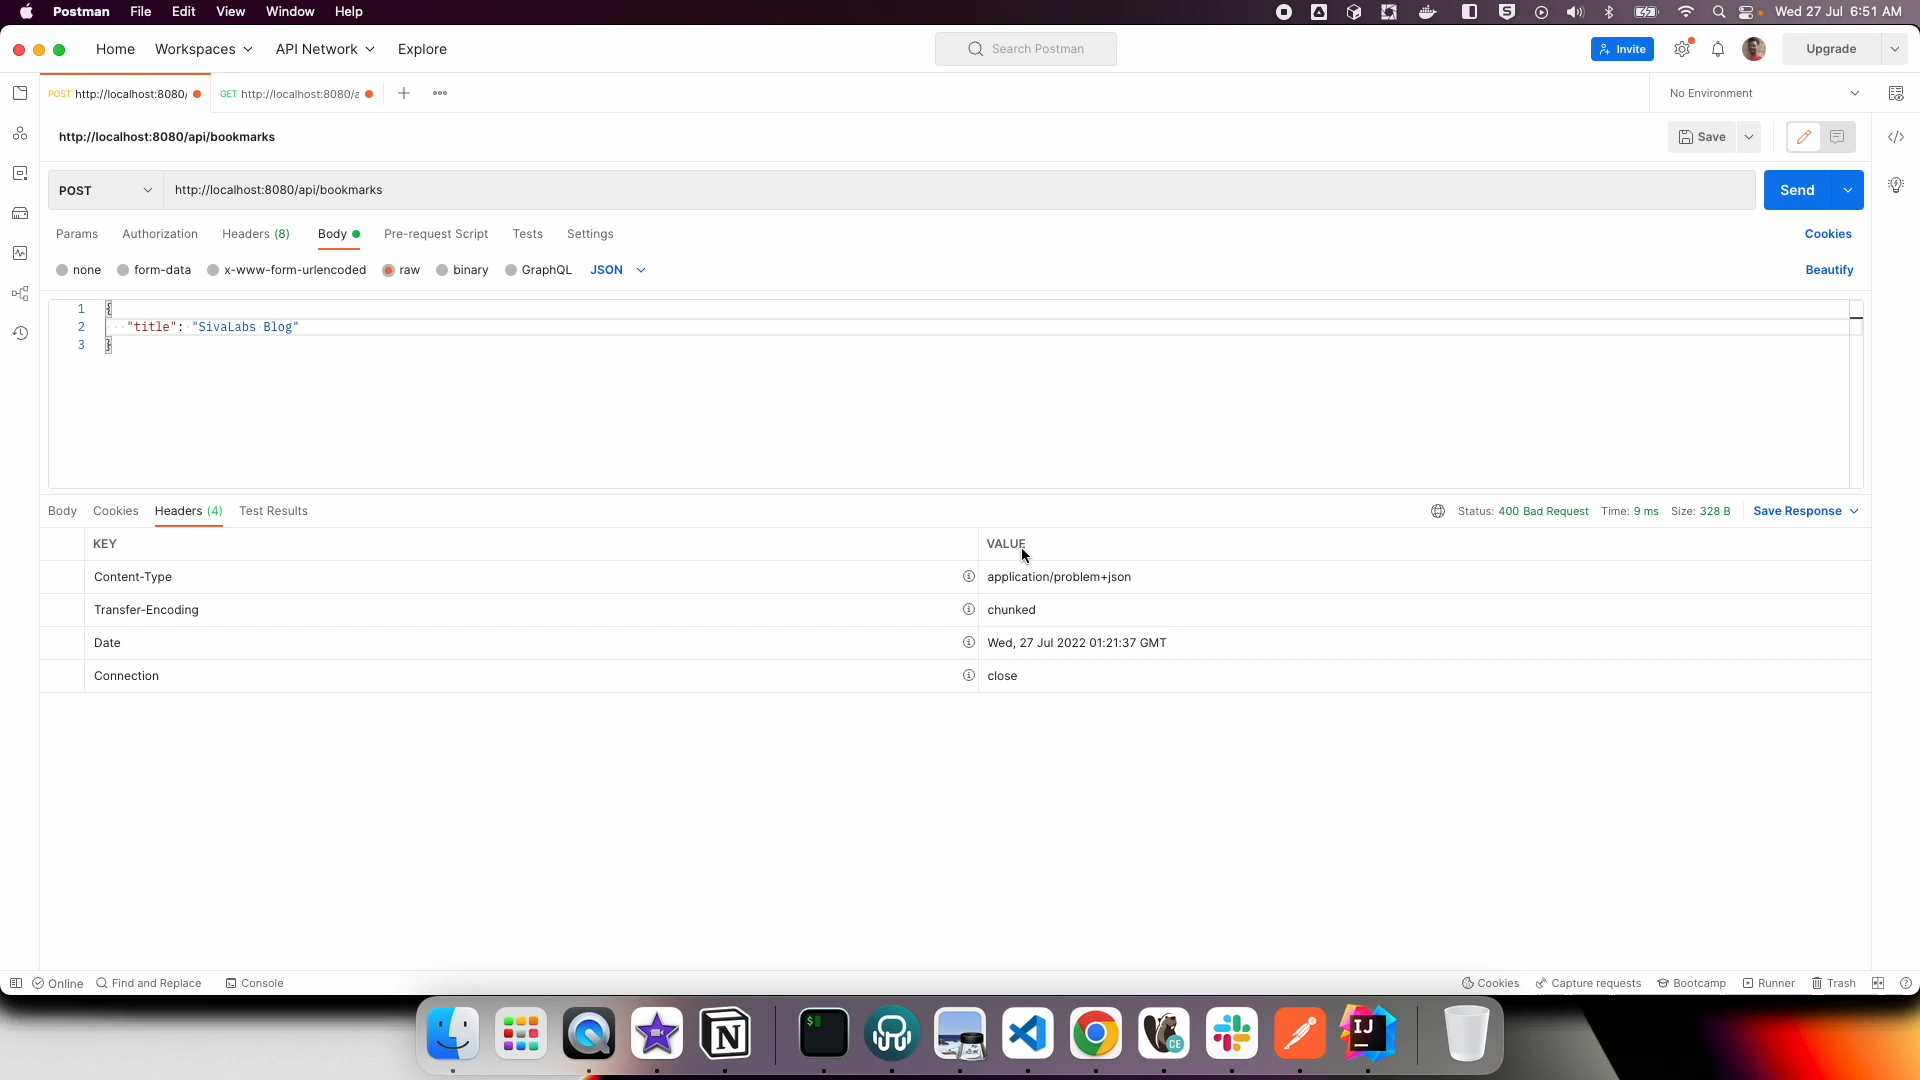 Postman File Edit View Window Help Wed 27 Jul 6:51 AM
Home Workspaces API Network Explore Search Postman Invite Upgrade
POST http://localhost:8080/ GET http://localhost:8080/a No Environment
http://localhost:8080/api/bookmarks Save
POST http://localhost:8080/api/bookmarks Send
Params Authorization Headers (8) Body Pre-request Script Tests Settings Cookies
none form-data x-www-form-urlencoded raw binary GraphQL JSON Beautify
1 {
2 "title": "SivaLabs Blog"
3 }
Body Cookies Headers (4) Test Results Status: 400 Bad Request Time: 9 ms Size: 328 B Save Response
KEY VALUE
Content-Type application/problem+json
Transfer-Encoding chunked
Date Wed, 27 Jul 2022 01:21:37 GMT
Connection close
Online Find and Replace Console Cookies Capture requests Bootcamp Runner Trash
$ CE IJ